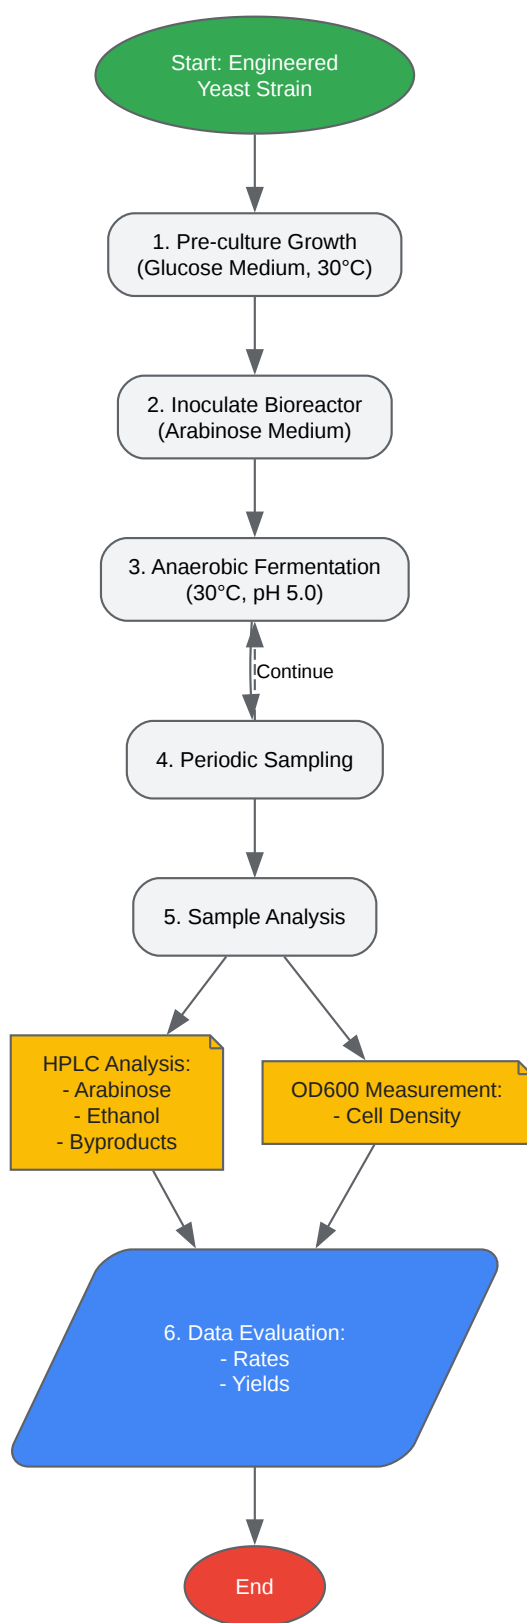 Start: Engineered
Yeast Strain
1. Pre-culture Growth
(Glucose Medium, 30°C)
2. Inoculate Bioreactor
(Arabinose Medium)
3. Anaerobic Fermentation
(30°C, pH 5.0)
Continue
4. Periodic Sampling
5. Sample Analysis
HPLC Analysis:
- Arabinose
- Ethanol
- Byproducts
OD600 Measurement:
- Cell Density
6. Data Evaluation:
- Rates
- Yields
End